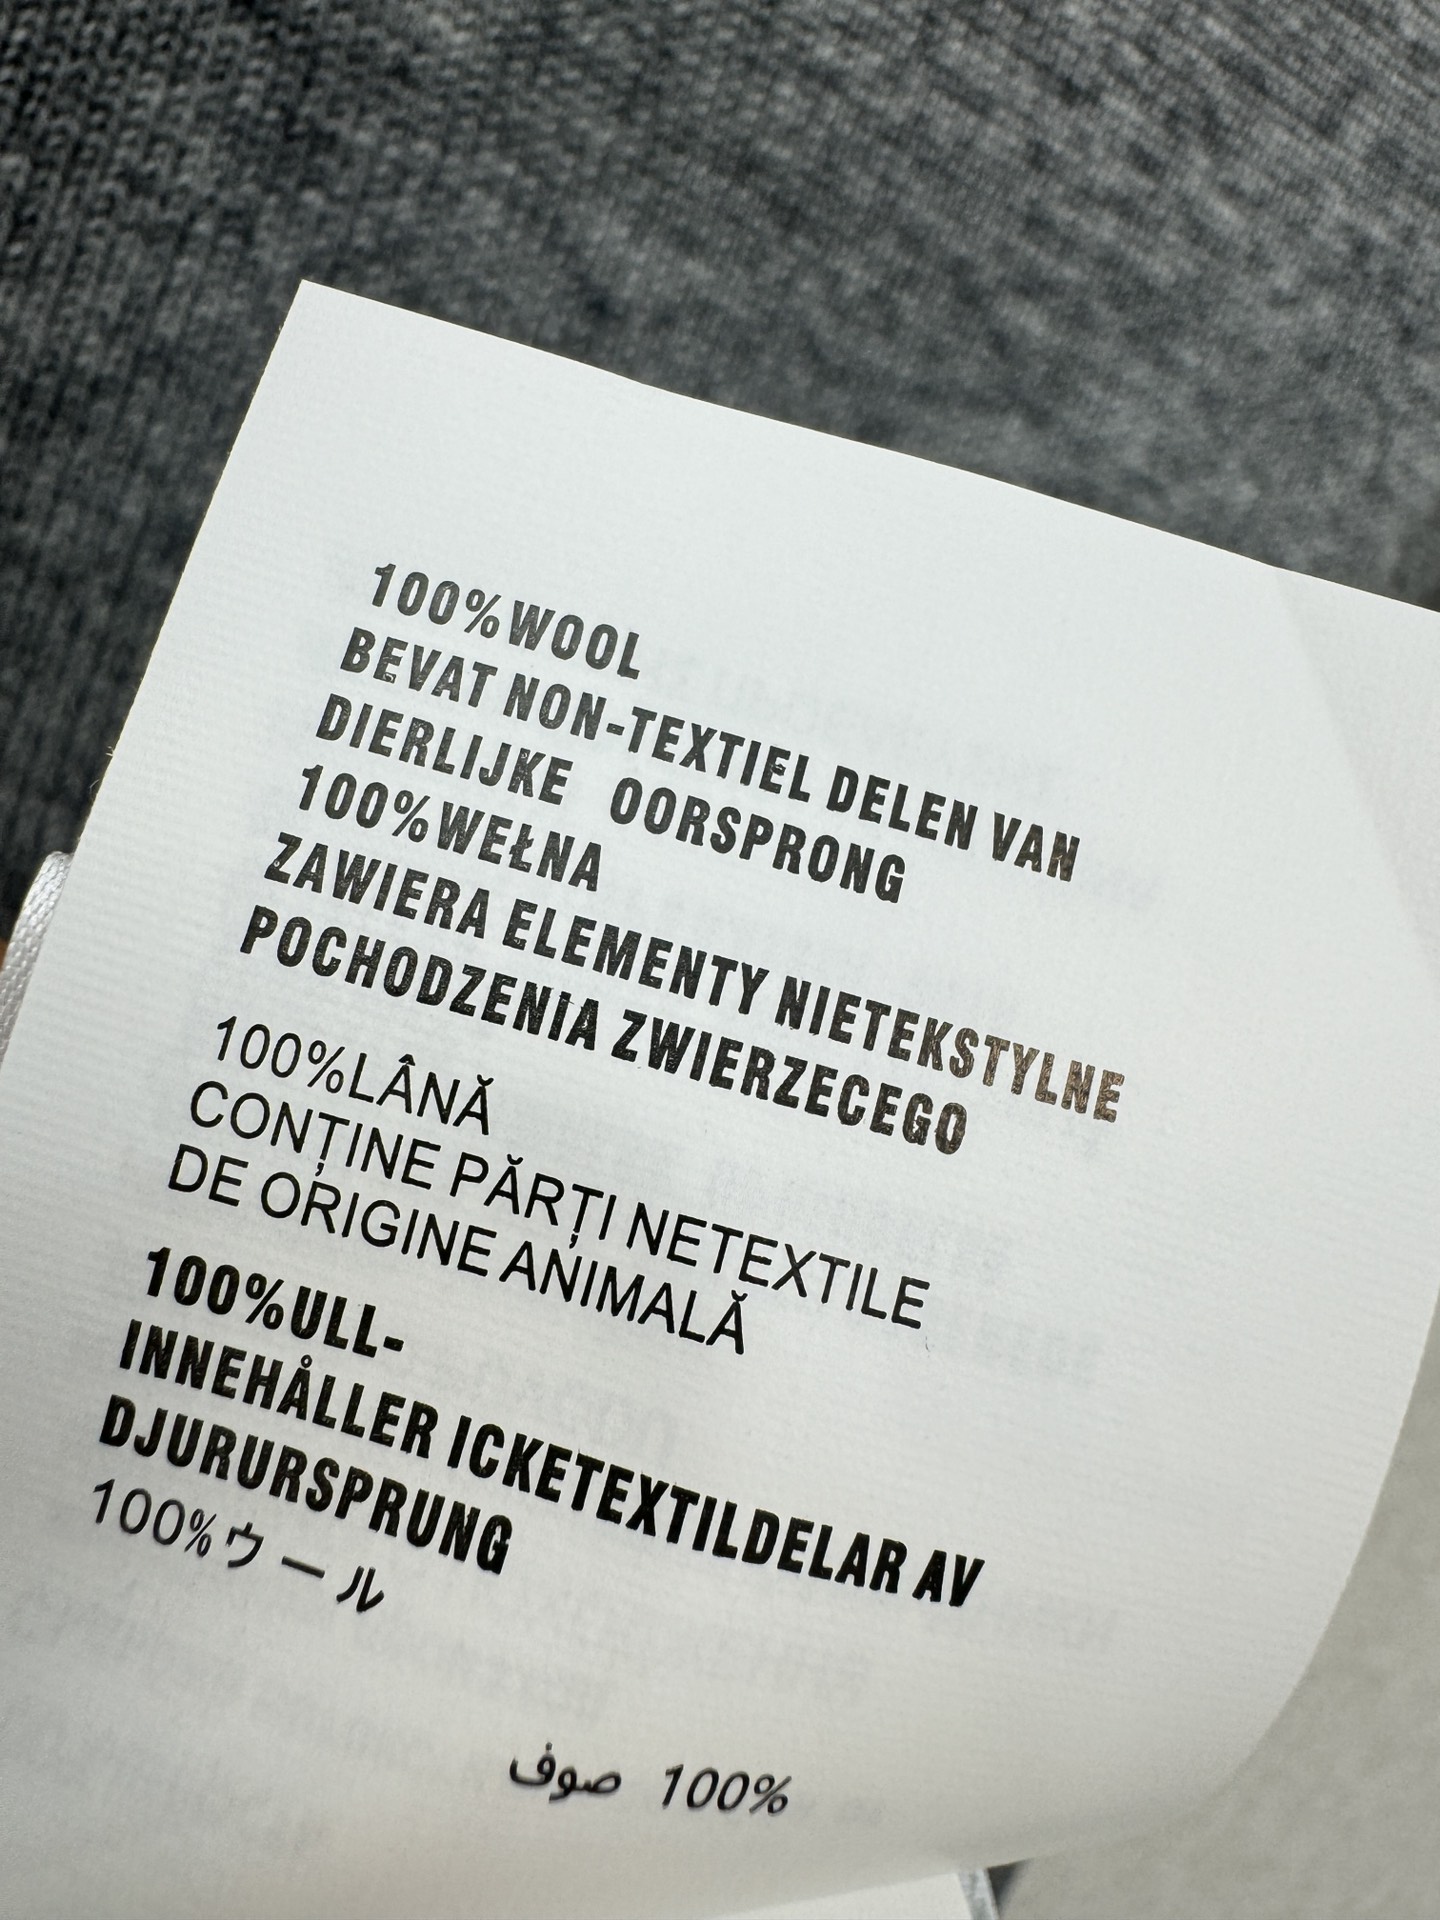 100%WOOL
BEVAT NON-TEXTIEL DELEN VAN
DIERLIJKE OORSPRONG
100%WEŁNA
ZAWIERA ELEMENTY NIETEKSTYLNE
POCHODZENIA ZWIERZECEGO
100%LÂNĂ
CONȚINE PĂRȚI NETEXTILE
DE ORIGINE ANIMALĂ
100%ULL-
INNEHÅLLER ICKETEXTILDELAR AV
DJURURSPRUNG
100%ウール
100% صوف